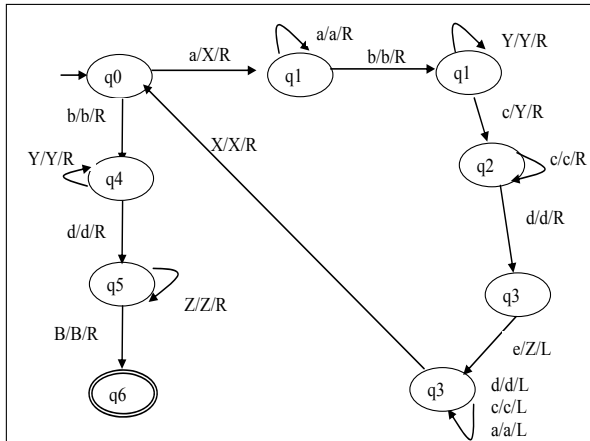 a/a/R
Y/Y/R
a/X/R
b/b/R
q0
q1
q1
b/b/R
c/Y/R
X/X/R
Y/Y/R
q2
c/c/R
q4
d/d/R
d/d/R
q5
Z/Z/R
q3
B/B/R
e/Z/L
q6
q3
d/d/L
c/c/L
a/a/L